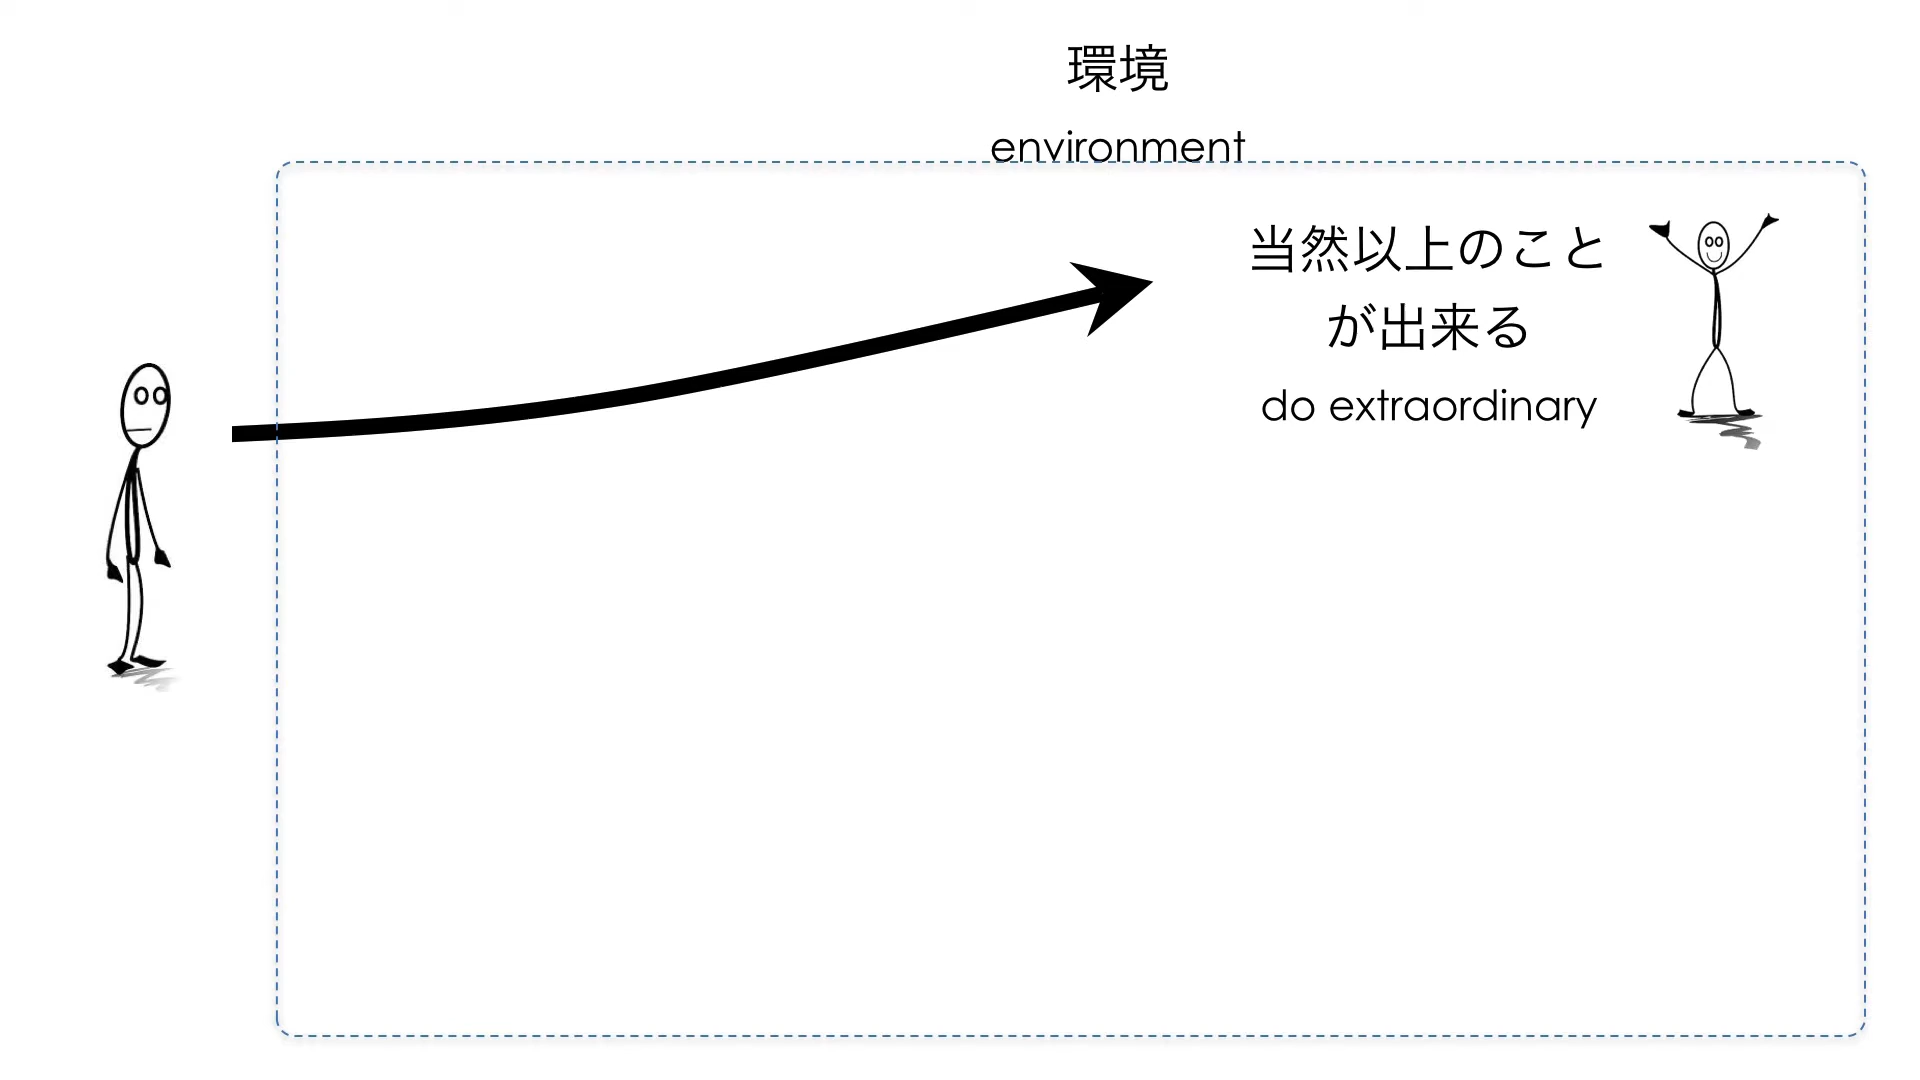 環境
environment
当然以上のこと
が出来る
do extraordinary